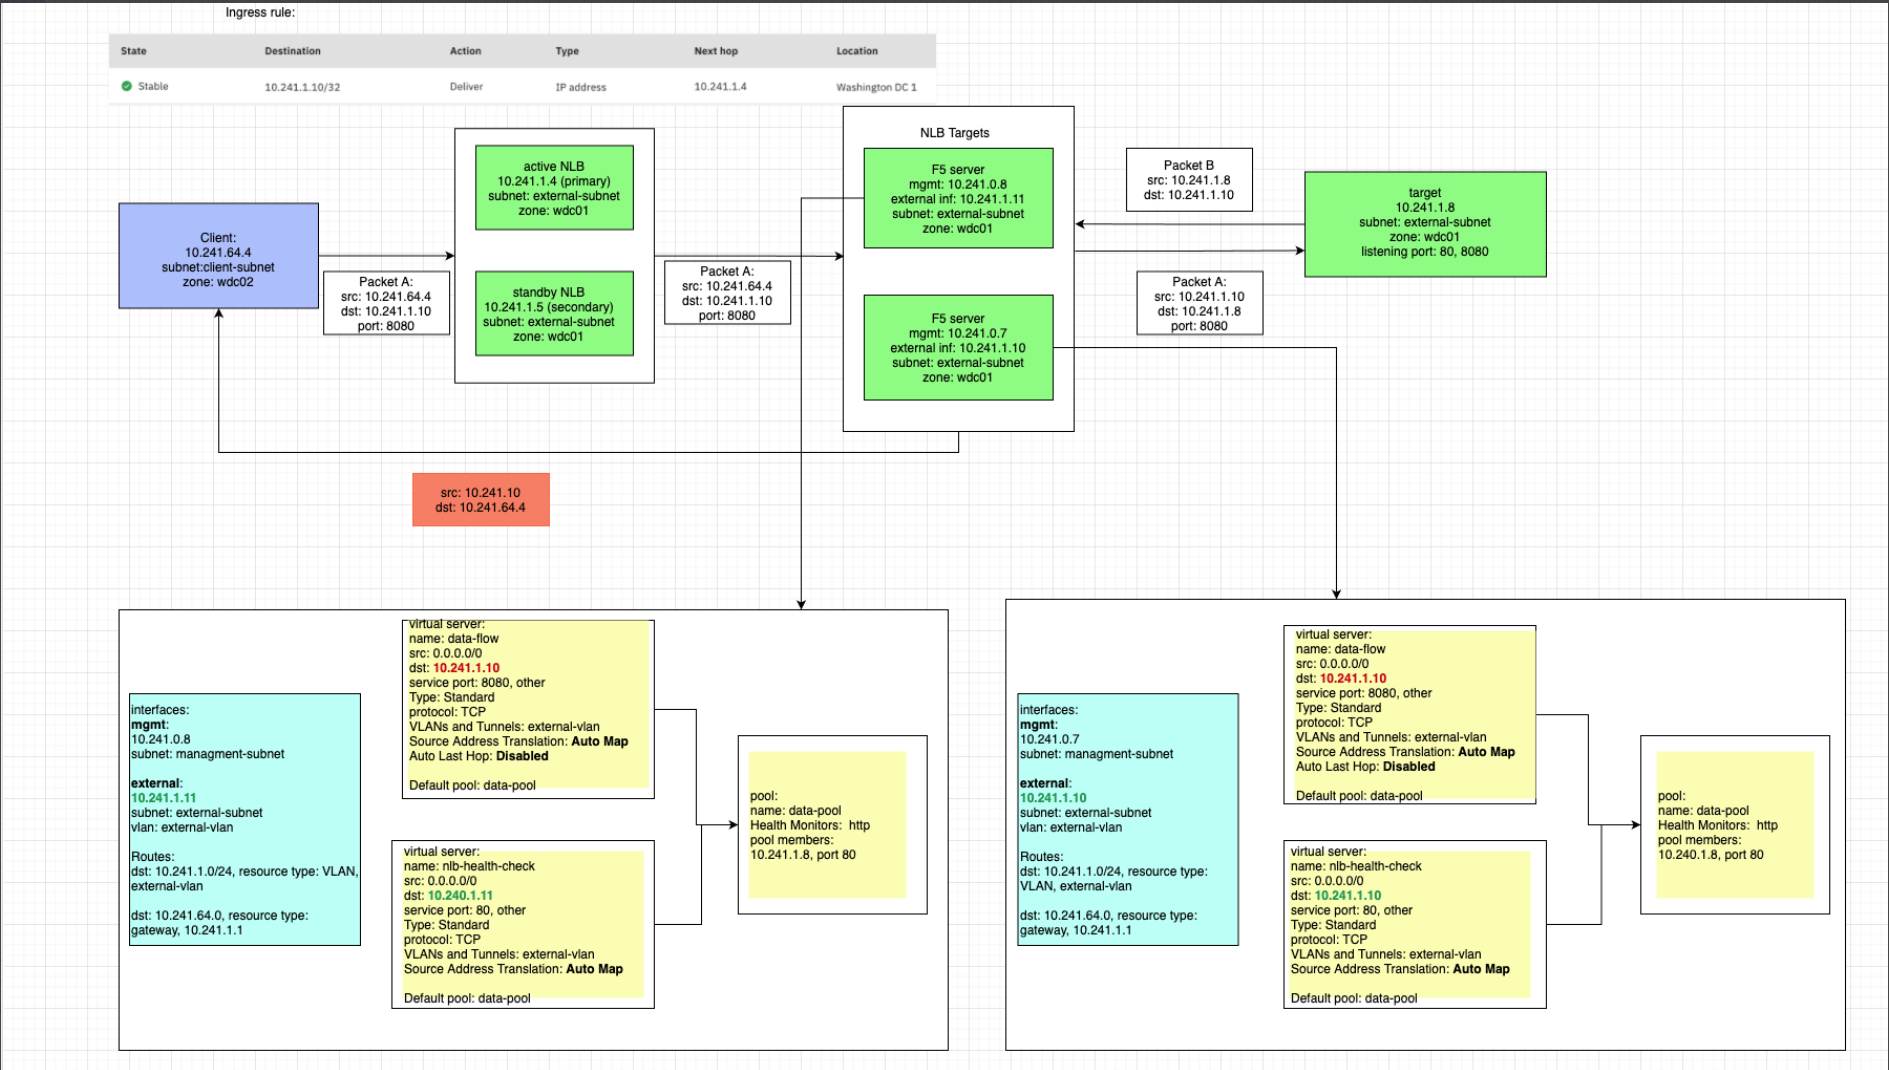 Ingress rule:
State Destination Action Type Next hop Location
Stable 10.241.1.10/32 Deliver IP address 10.241.1.4 Washington DC 1
Client:
10.241.64.4
subnet:client-subnet
zone: wdc02
Packet A:
src: 10.241.64.4
dst: 10.241.1.10
port: 8080
active NLB
10.241.1.4 (primary)
subnet: external-subnet
zone: wdc01
standby NLB
10.241.1.5 (secondary)
subnet: external-subnet
zone: wdc01
Packet A:
src: 10.241.64.4
dst: 10.241.1.10
port: 8080
NLB Targets
F5 server
mgmt: 10.241.0.8
external inf: 10.241.1.11
subnet: external-subnet
zone: wdc01
F5 server
mgmt: 10.241.0.7
external inf: 10.241.1.10
subnet: external-subnet
zone: wdc01
Packet B
src: 10.241.1.8
dst: 10.241.1.10
Packet A:
src: 10.241.1.10
dst: 10.241.1.8
port: 8080
target
10.241.1.8
subnet: external-subnet
zone: wdc01
listening port: 80, 8080
src: 10.241.10
dst: 10.241.64.4
interfaces:
mgmt:
10.241.0.8
subnet: managment-subnet
external:
10.241.1.11
subnet: external-subnet
vlan: external-vlan
Routes:
dst: 10.241.1.0/24, resource type: VLAN,
external-vlan
dst: 10.241.64.0, resource type:
gateway, 10.241.1.1
virtual server:
name: data-flow
src: 0.0.0.0/0
dst: 10.241.1.10
service port: 8080, other
Type: Standard
protocol: TCP
VLANs and Tunnels: external-vlan
Source Address Translation: Auto Map
Auto Last Hop: Disabled
Default pool: data-pool
virtual server:
name: nlb-health-check
src: 0.0.0.0/0
dst: 10.240.1.11
service port: 80, other
Type: Standard
protocol: TCP
VLANs and Tunnels: external-vlan
Source Address Translation: Auto Map
Default pool: data-pool
pool:
name: data-pool
Health Monitors: http
pool members:
10.241.1.8, port 80
interfaces:
mgmt:
10.241.0.7
subnet: managment-subnet
external:
10.241.1.10
subnet: external-subnet
vlan: external-vlan
Routes:
dst: 10.241.1.0/24, resource type:
VLAN, external-vlan
dst: 10.241.64.0, resource type:
gateway, 10.241.1.1
virtual server:
name: data-flow
src: 0.0.0.0/0
dst: 10.241.1.10
service port: 8080, other
Type: Standard
protocol: TCP
VLANs and Tunnels: external-vlan
Source Address Translation: Auto Map
Auto Last Hop: Disabled
Default pool: data-pool
virtual server:
name: nlb-health-check
src: 0.0.0.0/0
dst: 10.241.1.10
service port: 80, other
Type: Standard
protocol: TCP
VLANs and Tunnels: external-vlan
Source Address Translation: Auto Map
Default pool: data-pool
pool:
name: data-pool
Health Monitors: http
pool members:
10.240.1.8, port 80